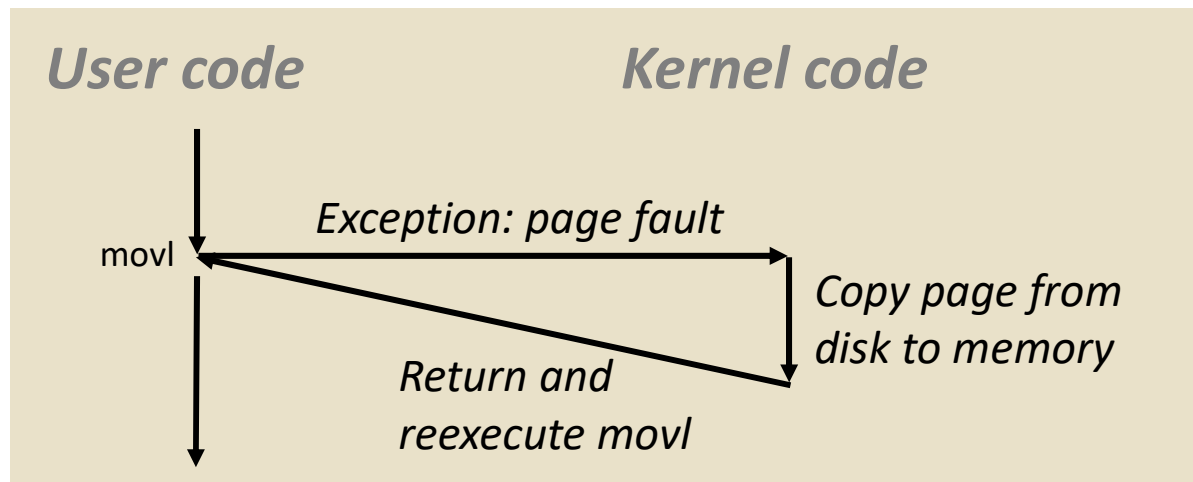 User code
Kernel code
Exception: page fault
movl
Copy page from
disk to memory
Return and
reexecute movl